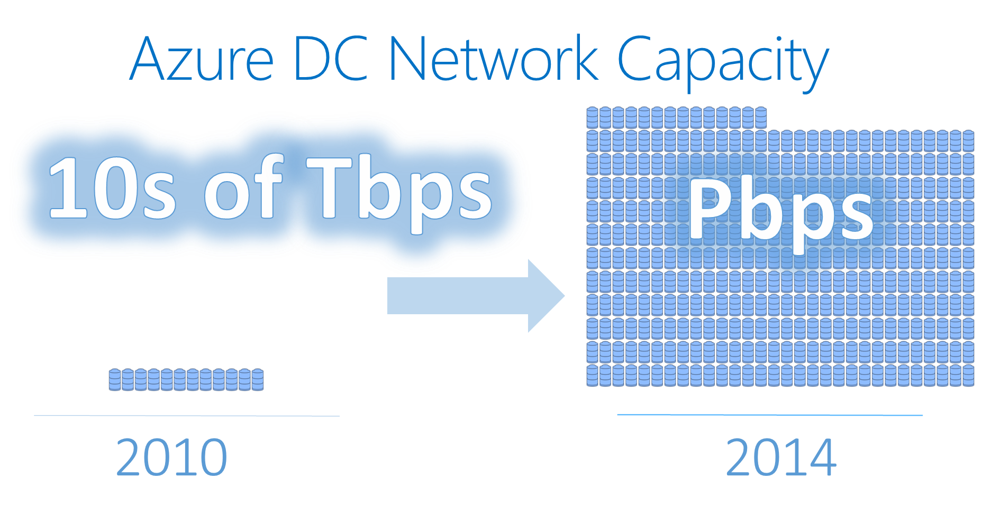 Azure DC Network Capacity
10s of Tbps
Pbps
2010
2014